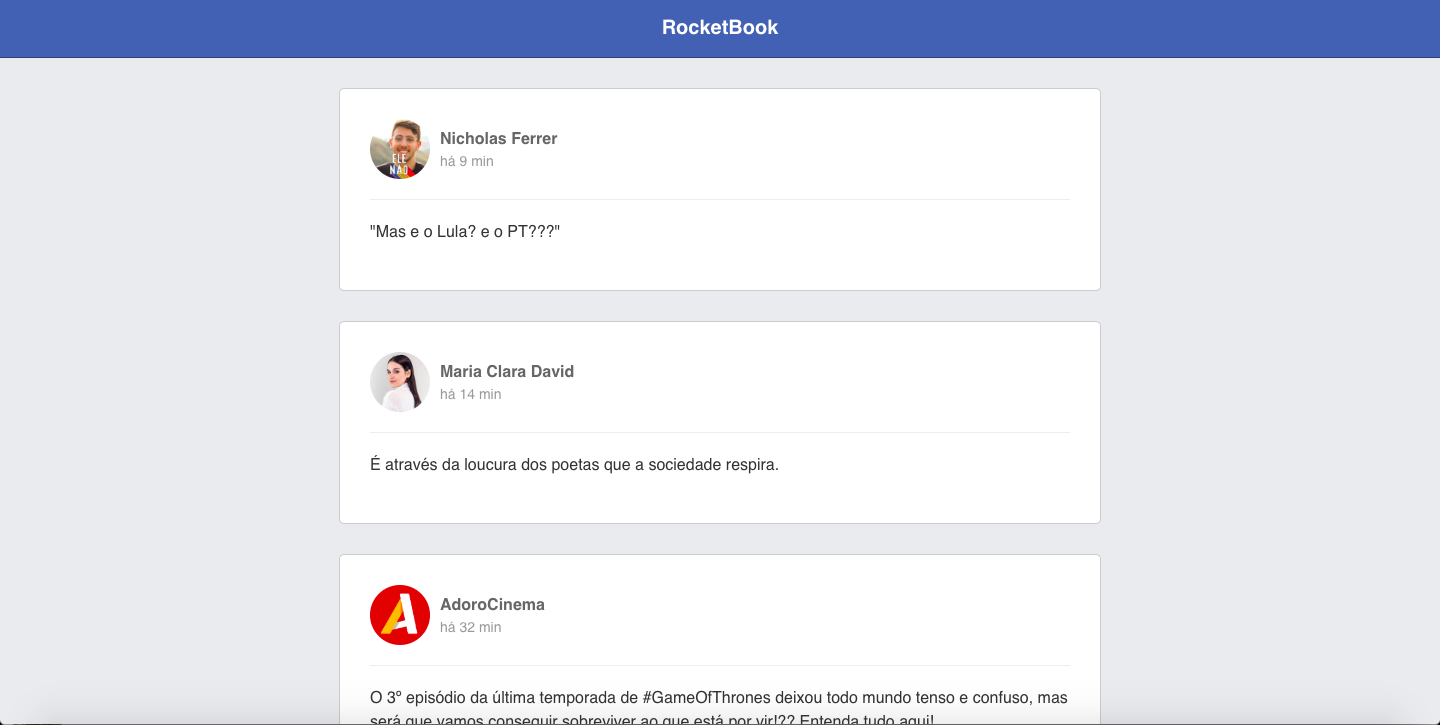 RocketBook
Nicholas Ferrer
há 9 min
ELE
NÃO
"Mas e o Lula? e o PT???"
Maria Clara David
há 14 min
É através da loucura dos poetas que a sociedade respira.
A
AdoroCinema
há 32 min
O 3º episódio da última temporada de #GameOfThrones deixou todo mundo tenso e confuso, mas
será que vamos conseguir sobreviver ao que está por vir!?? Entenda tudo aqui!